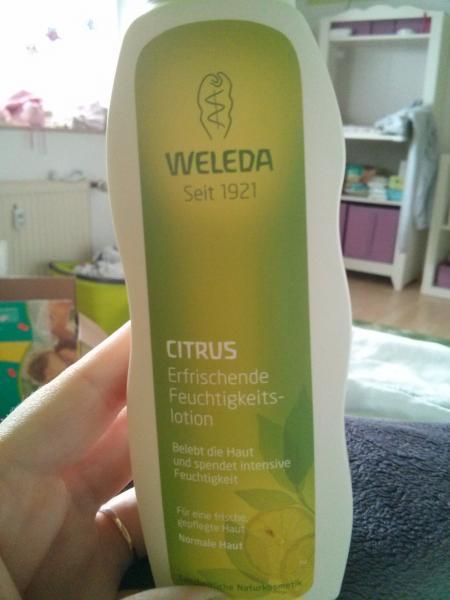 WELEDA
Seit 1921
CITRUS
Erfrischende
Feuchtigkeits-
lotion
Belebt die Haut
und spendet intensive
Feuchtigkeit
Für eine frische,
gepflegte Haut
Normale Haut
Naturkosmetik